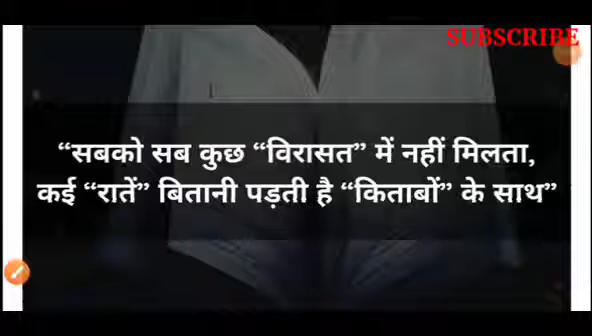 SUBSCRIBE
“सबको सब कुछ “विरासत” में नहीं मिलता,
कई “रातें” बितानी पड़ती है “किताबों” के साथ”